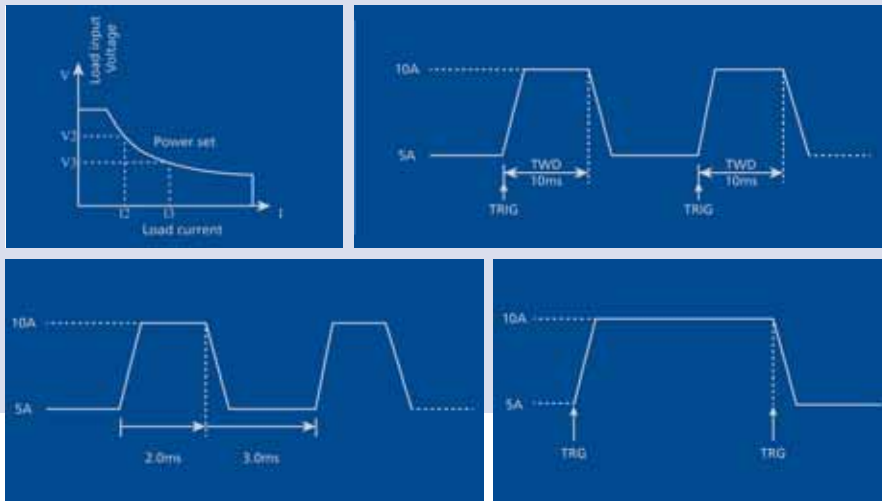 Load input
Voltage
V
V2
V3
Power set
I2
I3
I
Load current
10A
5A
TWD
10ms
TWD
10ms
TRIG
TRIG
10A
5A
2.0ms
3.0ms
10A
5A
TRG
TRG